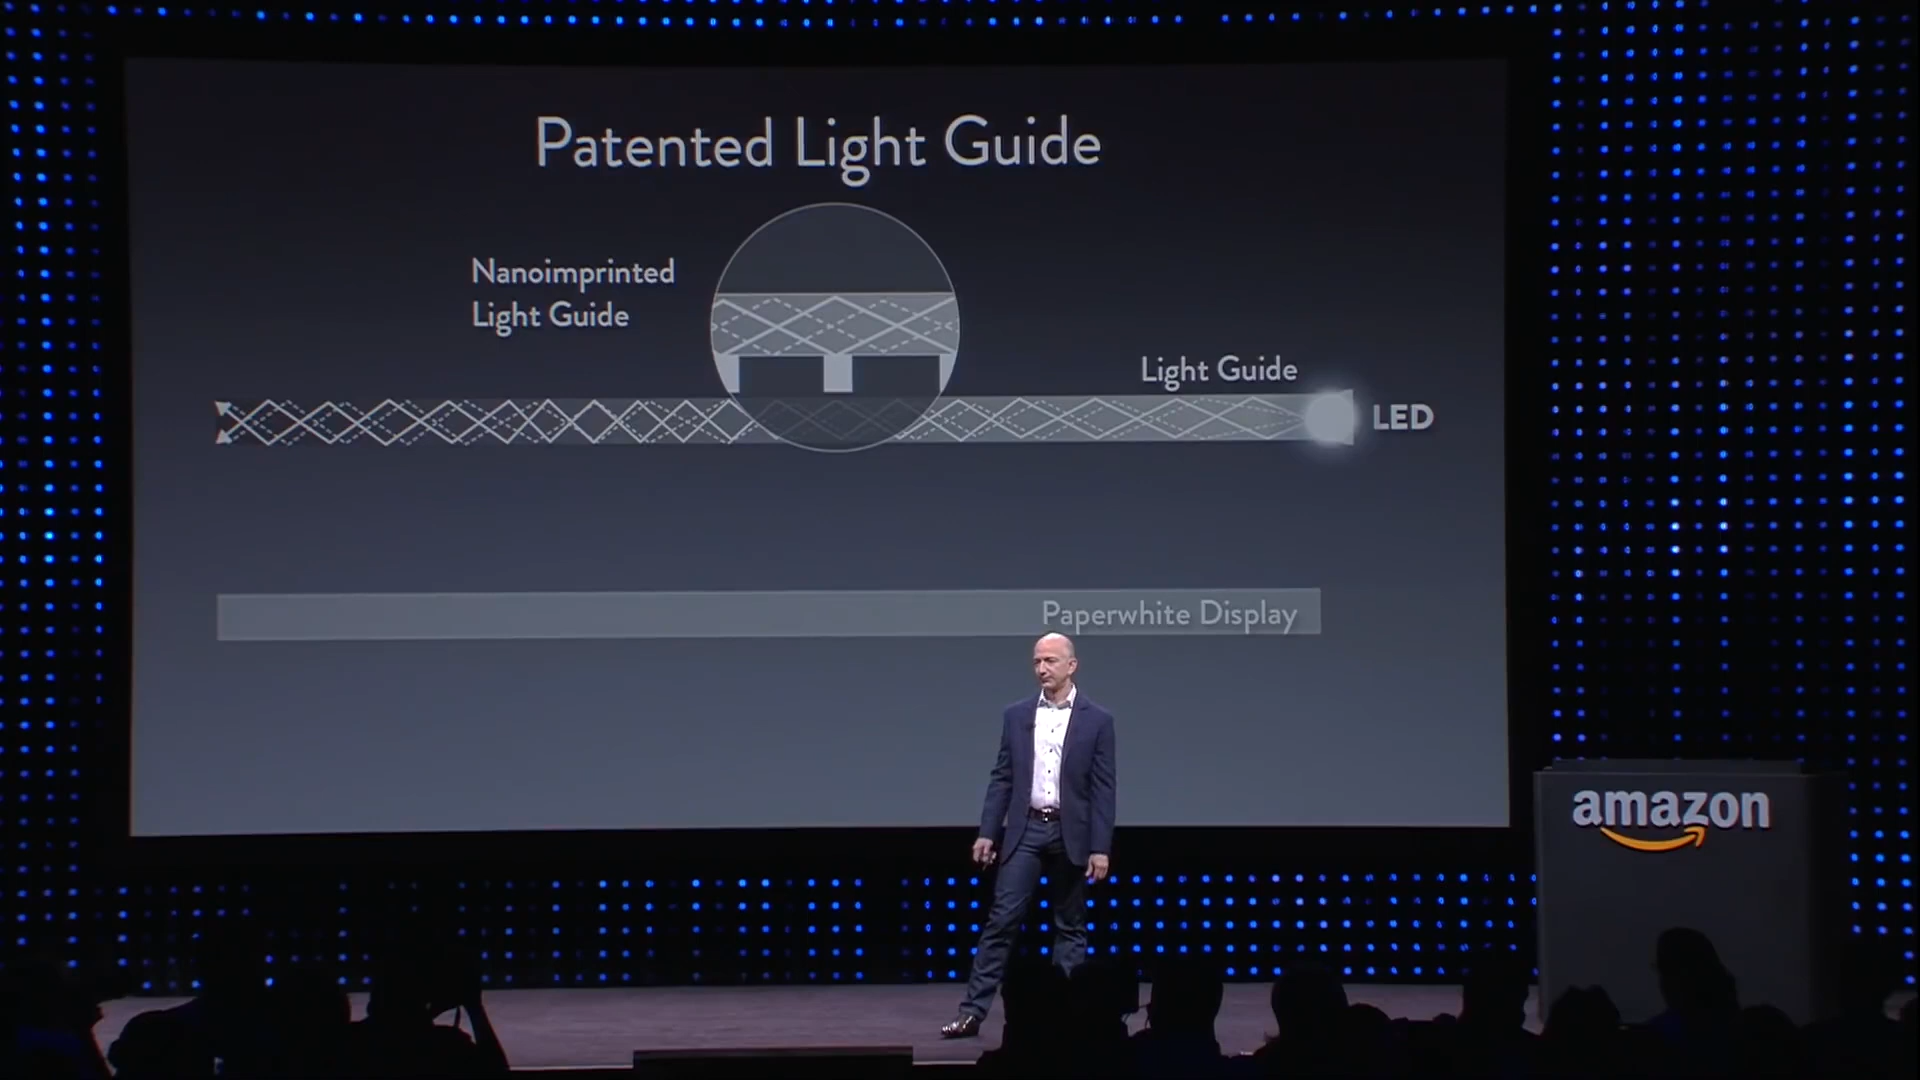 Patented Light Guide
Nanoimprinted
Light Guide
Light Guide
LED
Paperwhite Display
amazon